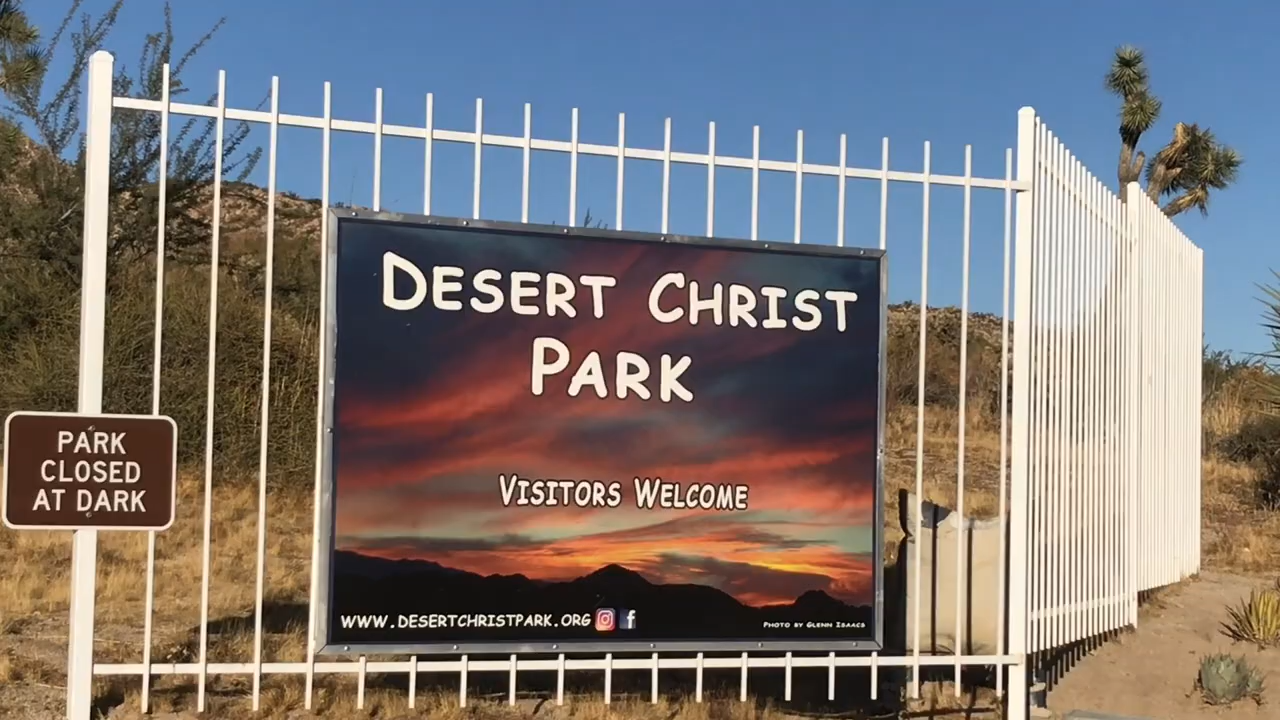 DESERT CHRIST
PARK
VISITORS WELCOME
WWW.DESERTCHRISTPARK.ORG
PHOTO BY GLENN ISAACS
PARK
CLOSED
AT DARK